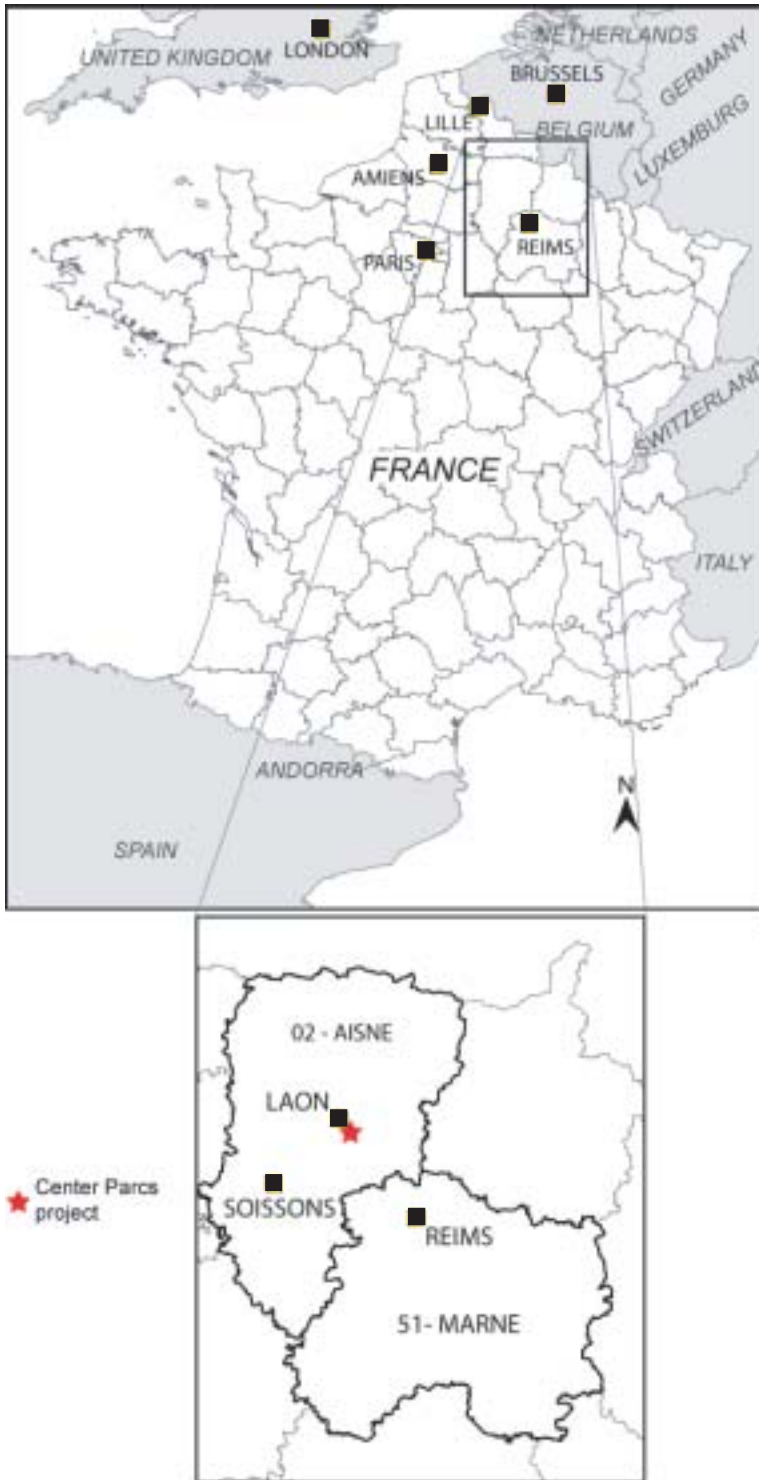 LONDON
UNITED KINGDOM
NETHERLANDS
GERMANY
BRUSSELS
LILLE
BELGIUM
LUXEMBURG
AMIENS
REIMS
PARIS
SWITZERLAND
FRANCE
ITALY
ANDORRA
N
SPAIN
02 - AISNE
LAON
Center Parcs
project
SOISSONS
REIMS
51- MARNE